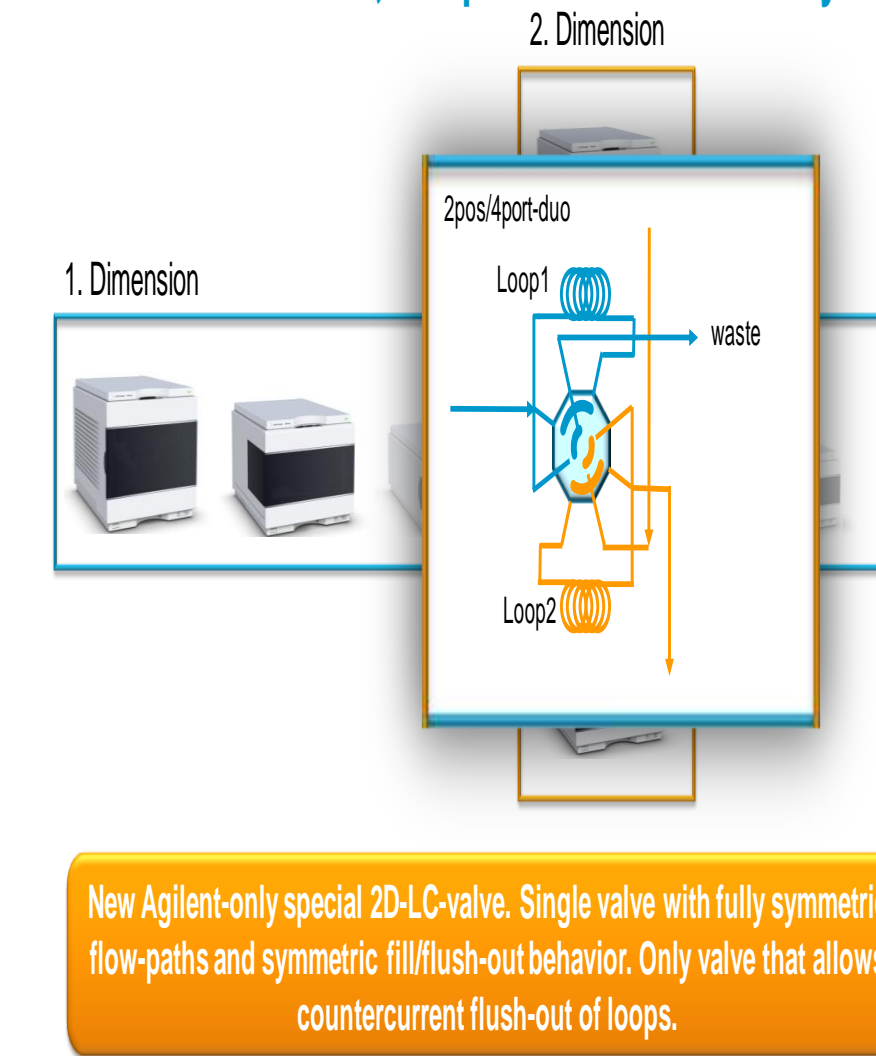 2. Dimension
2pos/4port-duo
1. Dimension
Loop1
waste
Loop2
New Agilent-only special 2D-LC-valve. Single valve with fully symmetric
flow-paths and symmetric fill/flush-out behavior. Only valve that allows
countercurrent flush-out of loops.